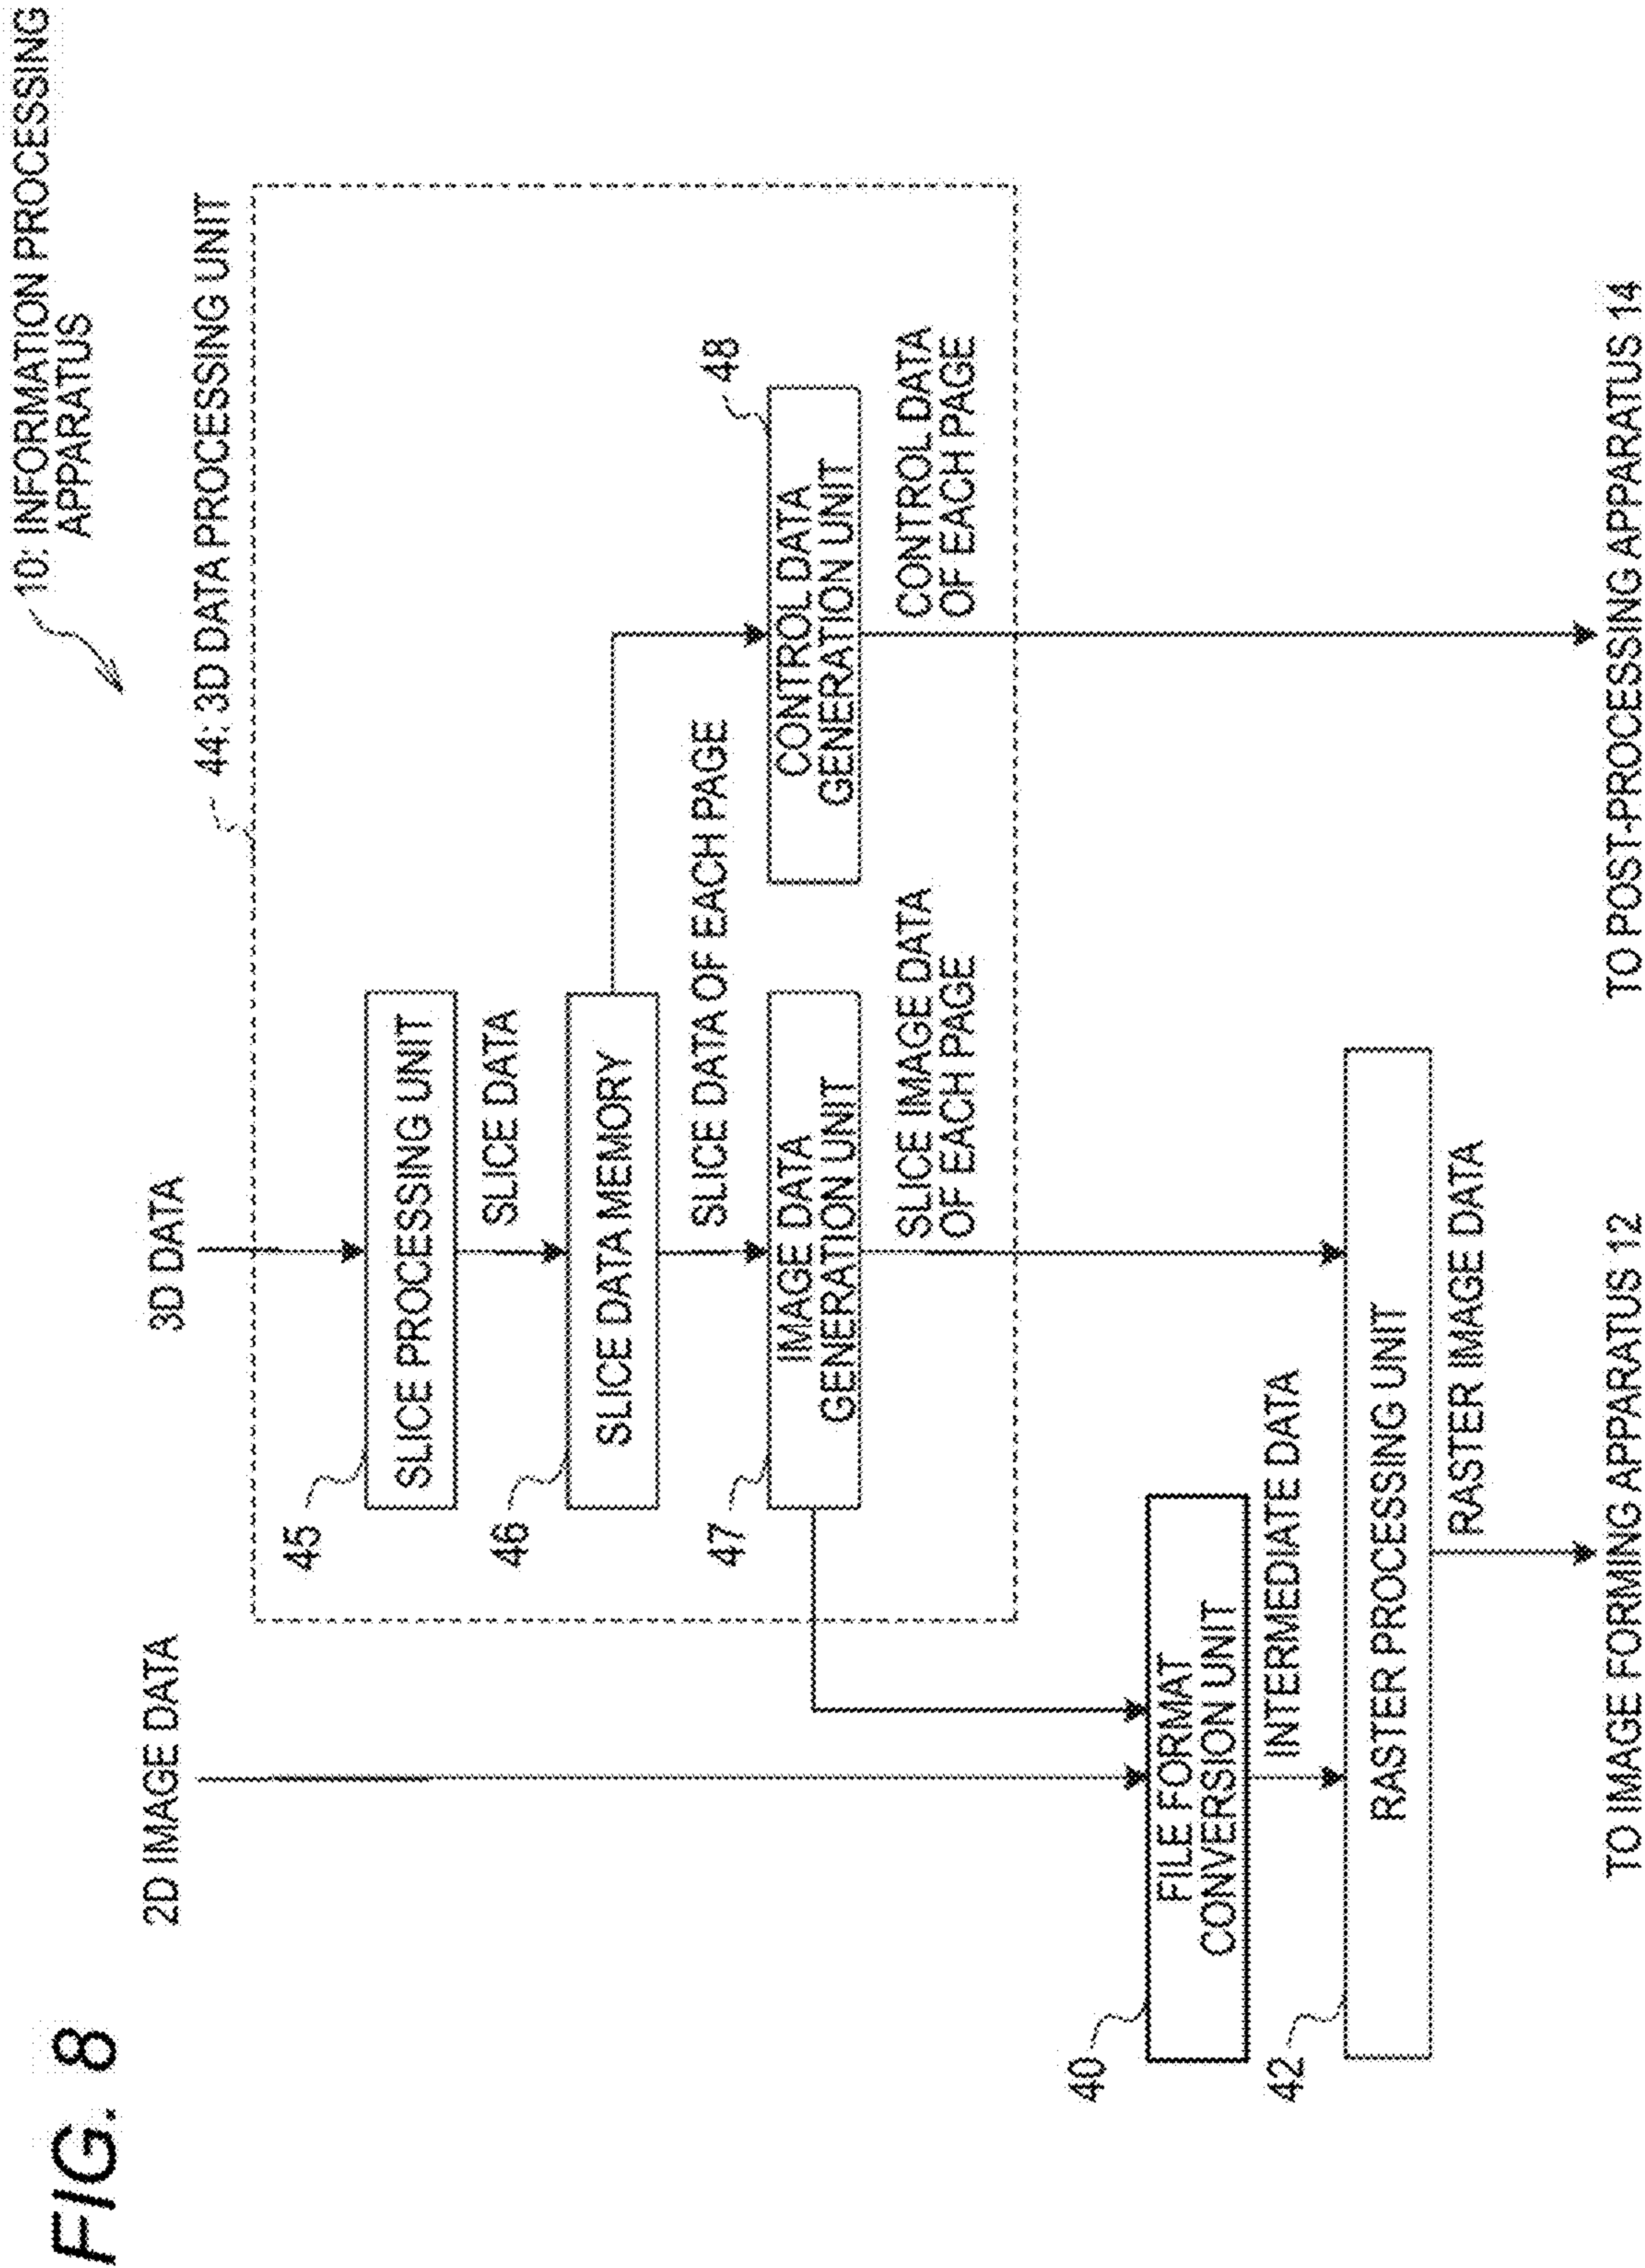 FIG. 8
10: INFORMATION PROCESSING
APPARATUS
2D IMAGE DATA
3D DATA
44: 3D DATA PROCESSING UNIT
45
SLICE PROCESSING UNIT
SLICE DATA
46
SLICE DATA MEMORY
SLICE DATA OF EACH PAGE
47
IMAGE DATA
GENERATION UNIT
48
CONTROL DATA
GENERATION UNIT
SLICE IMAGE DATA
OF EACH PAGE
CONTROL DATA
OF EACH PAGE
40
FILE FORMAT
CONVERSION UNIT
INTERMEDIATE DATA
42
RASTER PROCESSING UNIT
RASTER IMAGE DATA
TO IMAGE FORMING APPARATUS 12
TO POST-PROCESSING APPARATUS 14